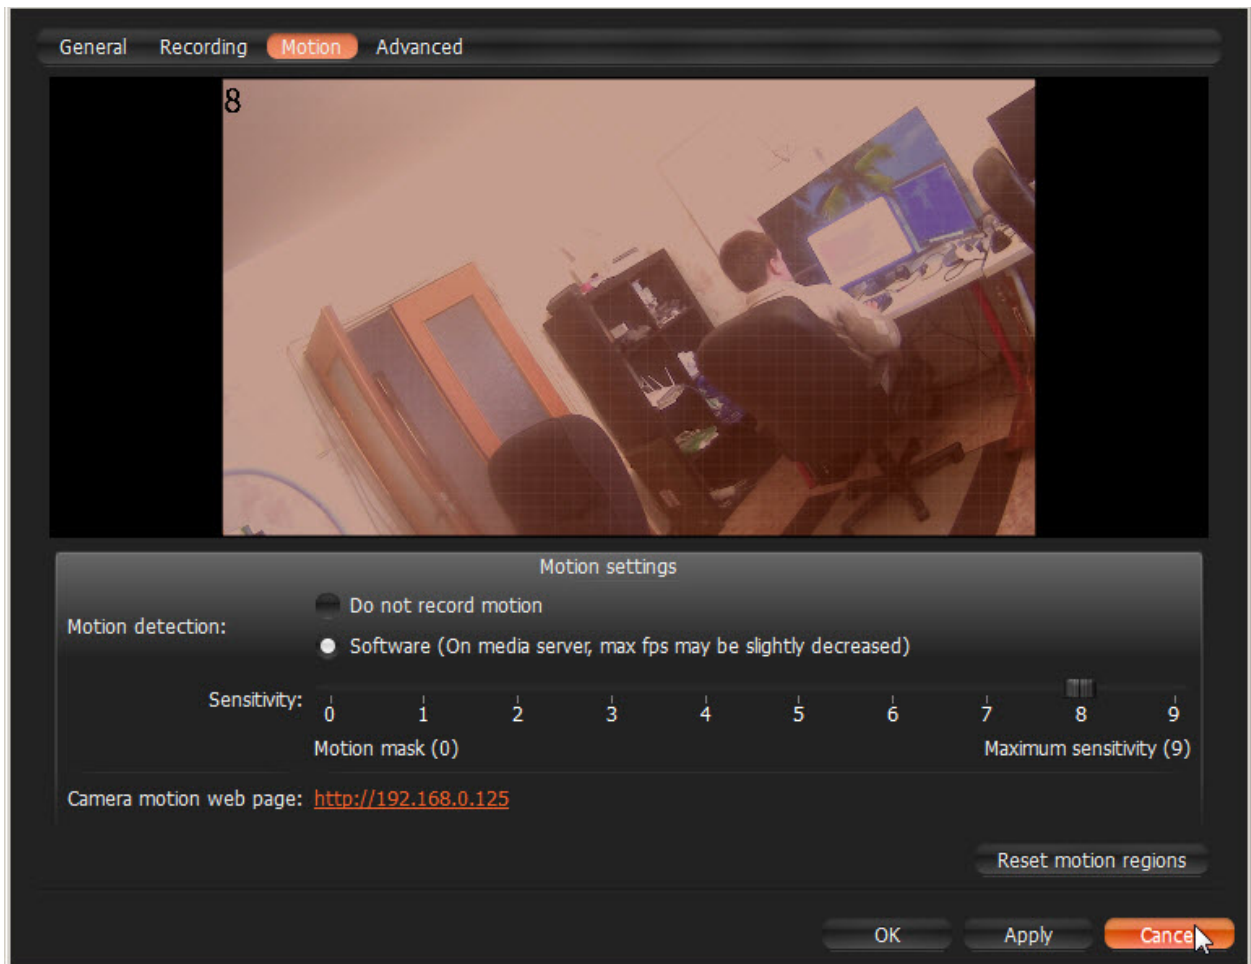 General Recording Motion Advanced
8
Motion settings
Motion detection:
Do not record motion
Software (On media server, max fps may be slightly decreased)
Sensitivity:
0 1 2 3 4 5 6 7 8 9
Motion mask (0) Maximum sensitivity (9)
Camera motion web page: http://192.168.0.125
Reset motion regions
OK Apply Cancel